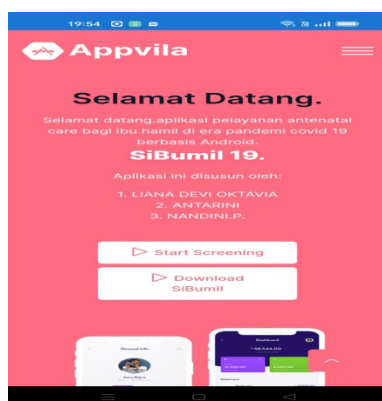 19:54
Appvila
Selamat Datang.
Selamat datang.aplikasi pelayanan antenatal
care bagi ibu hamil di era pandemi covid 19
berbasis Android.
SiBumil 19.
Aplikasi ini disusun oleh:
1. LIANA DEVI OKTAVIA
2. ANTARINI
3. NANDINI.P.
Start Screening
Download
SiBumil
Personal Info
Dashboard